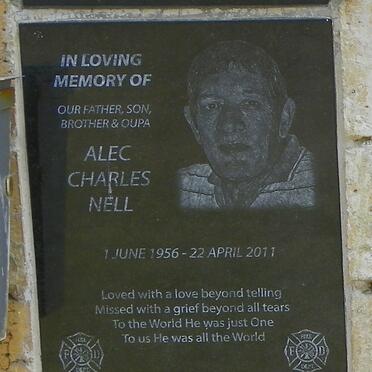 IN LOVING
MEMORY OF
OUR FATHER, SON,
BROTHER & OUPA
ALEC
CHARLES
NELL
1 JUNE 1956 - 22 APRIL 2011
Loved with a love beyond telling
Missed with a grief beyond all tears
To the World He was just One
To us He was all the World
F D
F D